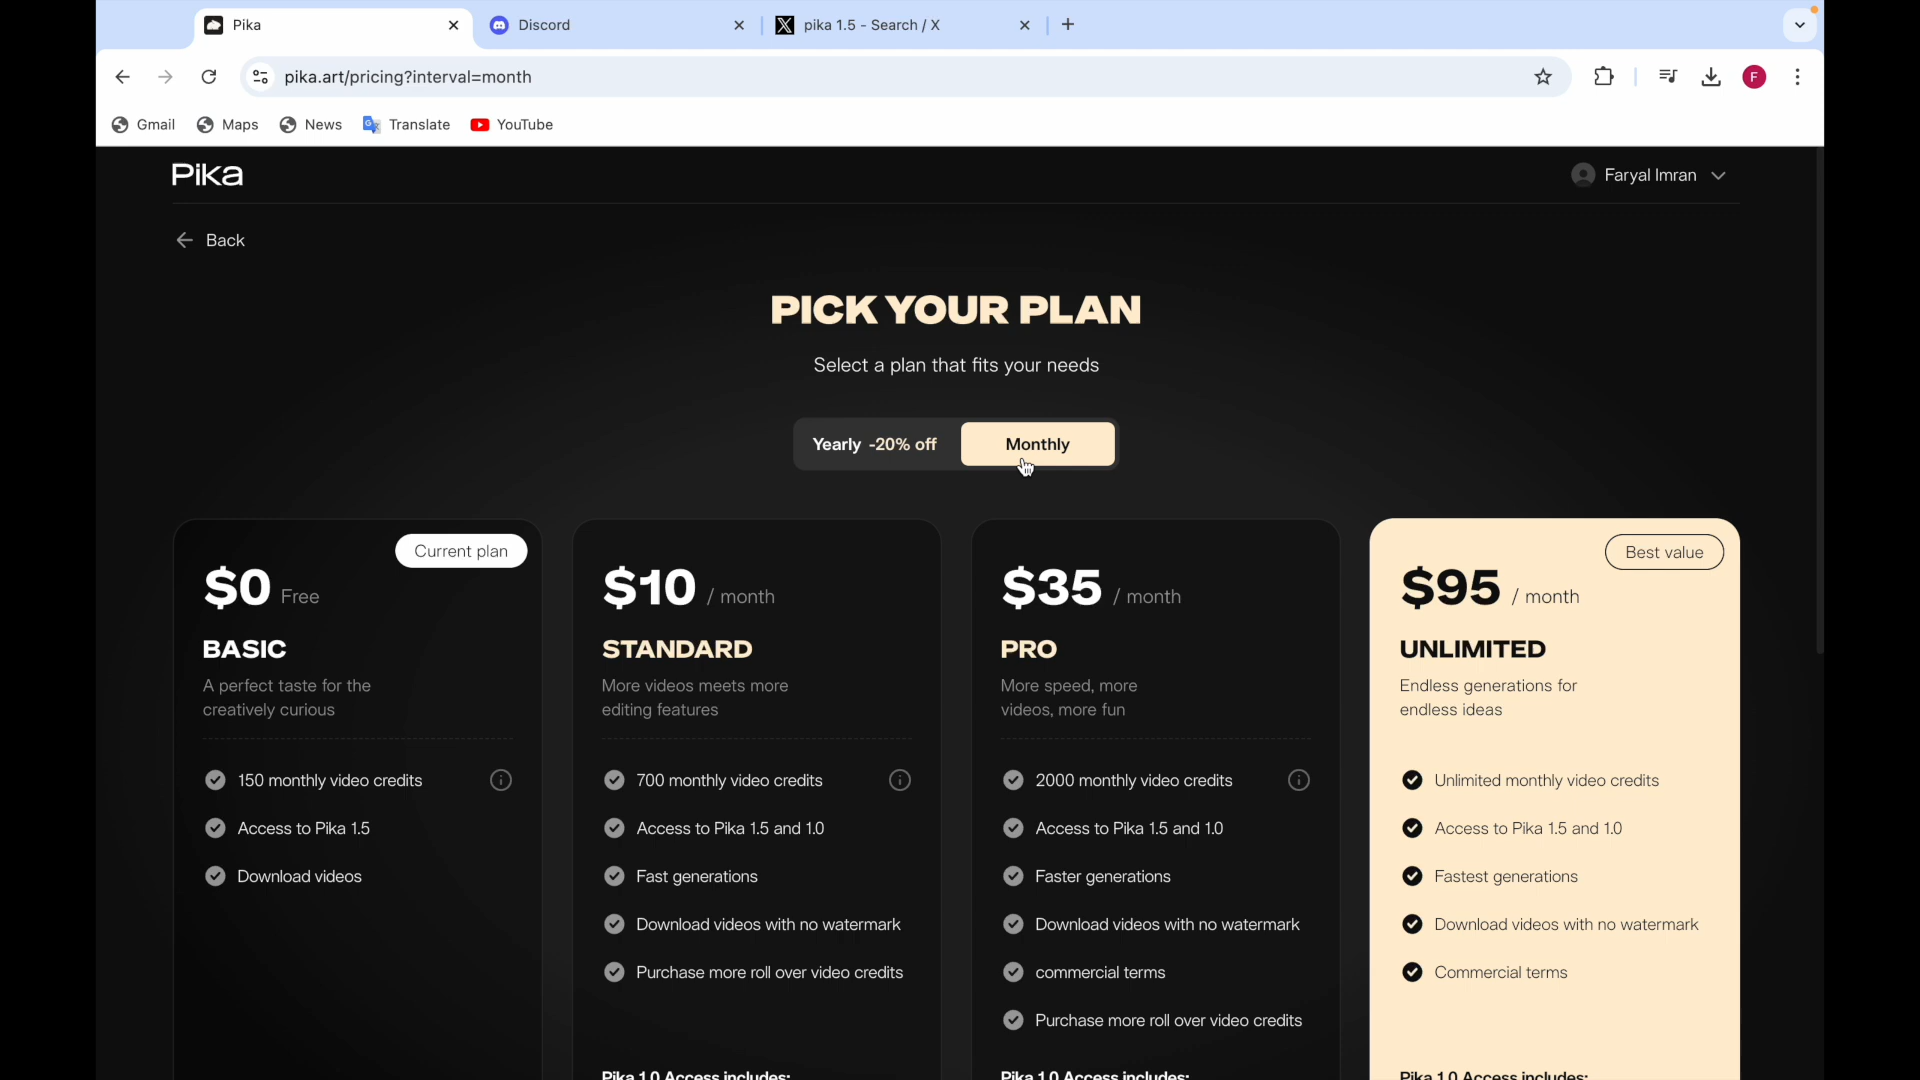 Pika
Discord
pika 1.5 - Search / X
pika.art/pricing?interval=month
F
Gmail
Maps
News
Translate
YouTube
Pika
Faryal Imran
Back
PICK YOUR PLAN
Select a plan that fits your needs
Yearly -20% off
Monthly
Current plan
$0 Free
BASIC
A perfect taste for the
creatively curious
150 monthly video credits
Access to Pika 1.5
Download videos
$10 / month
STANDARD
More videos meets more
editing features
700 monthly video credits
Access to Pika 1.5 and 1.0
Fast generations
Download videos with no watermark
Purchase more roll over video credits
Pika 1.0 Access includes:
$35 / month
PRO
More speed, more
videos, more fun
2000 monthly video credits
Access to Pika 1.5 and 1.0
Faster generations
Download videos with no watermark
commercial terms
Purchase more roll over video credits
Pika 1.0 Access includes:
Best value
$95 / month
UNLIMITED
Endless generations for
endless ideas
Unlimited monthly video credits
Access to Pika 1.5 and 1.0
Fastest generations
Download videos with no watermark
Commercial terms
Pika 1.0 Access includes: